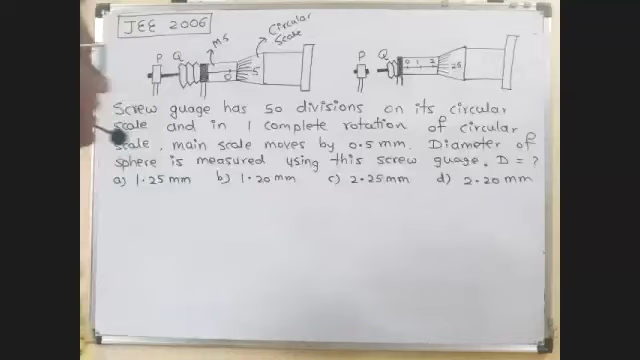 JEE 2006
P Q MS Circular Scale
0 5
P Q 0 1 2 25
Screw guage has 50 divisions on its circular
scale and in 1 complete rotation of circular
scale, main scale moves by 0.5 mm. Diameter of
sphere is measured using this screw guage. D = ?
a) 1.25 mm b) 1.20 mm c) 2.25 mm d) 2.20 mm